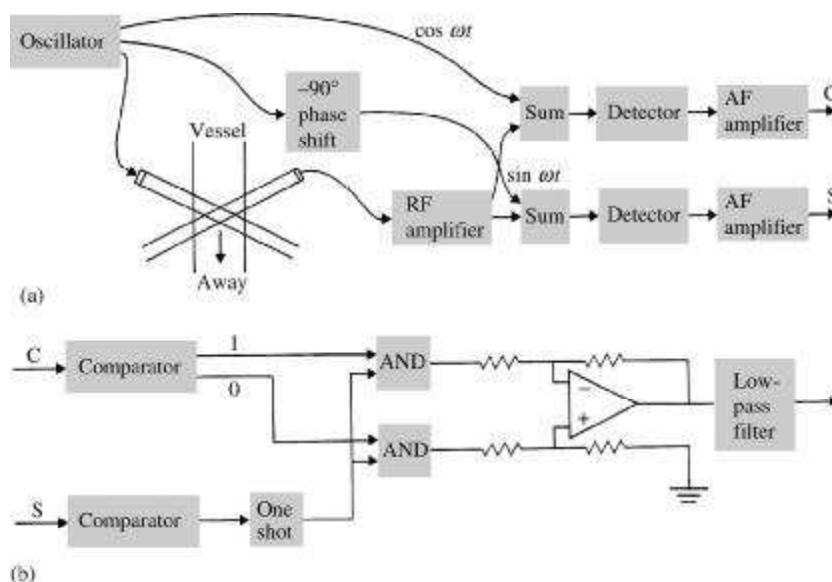 Oscillator
cos ωt
−90°
phase
shift
Vessel
Sum
Detector
AF
amplifier
C
sin ωt
RF
amplifier
Sum
Detector
AF
amplifier
S
Away
(a)
C
Comparator
1
0
AND
AND
−
+
Low-
pass
filter
S
Comparator
One
shot
(b)